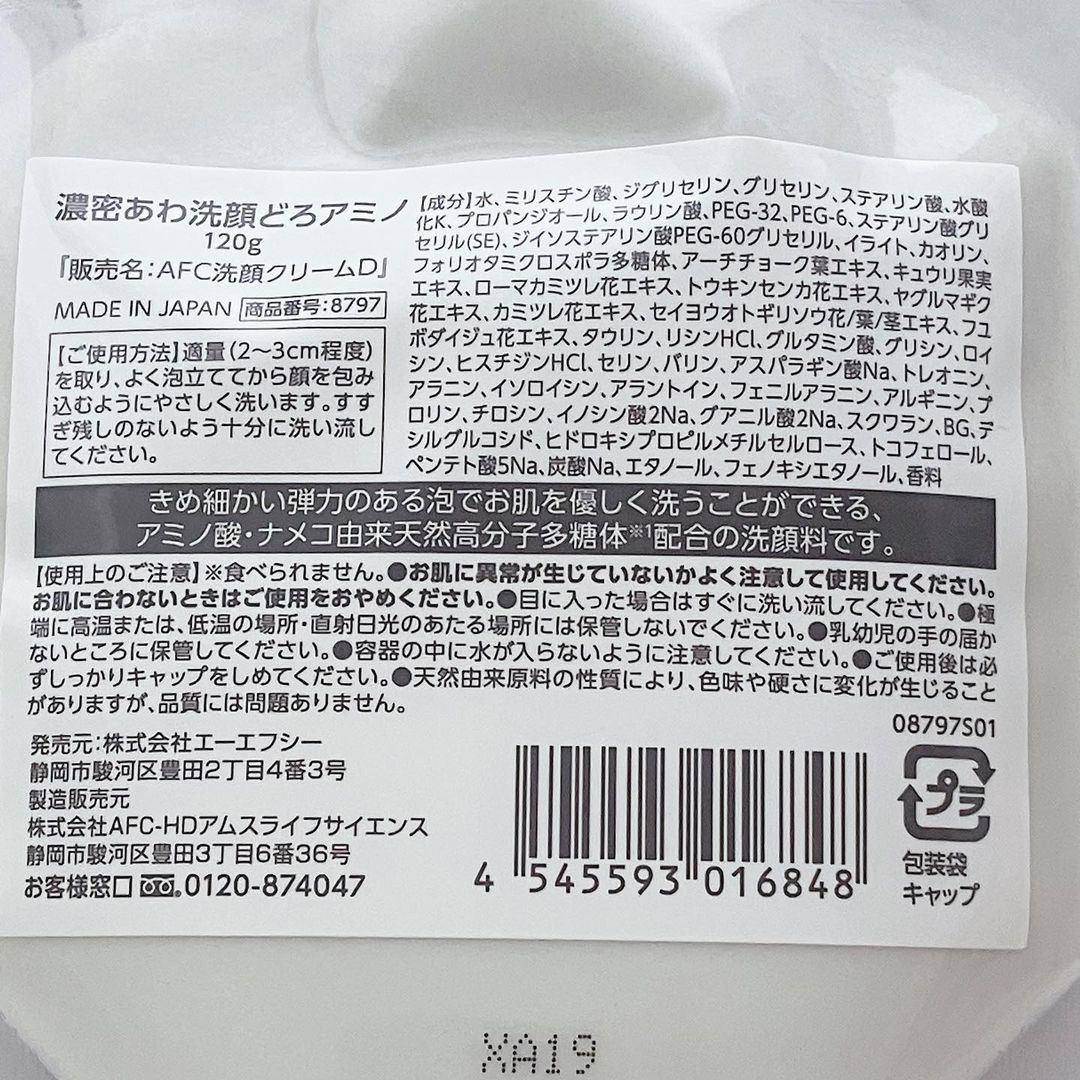 濃密あわ洗顔どろアミノ
120g
『販売名:AFC洗顔クリームD』
MADE IN JAPAN 商品番号:8797
【ご使用方法】適量(2〜3cm程度)
を取り、よく泡立ててから顔を包み
込むようにやさしく洗います。すす
ぎ残しのないよう十分に洗い流し
てください。
【成分】水、ミリスチン酸、ジグリセリン、グリセリン、ステアリン酸、水酸
化K、プロパンジオール、ラウリン酸、PEG-32、PEG-6、ステアリン酸グリ
セリル(SE)、ジイソステアリン酸PEG-60グリセリル、イライト、カオリン、
フォリオタミクロスポラ多糖体、アーチチョーク葉エキス、キュウリ果実
エキス、ローマカミツレ花エキス、トウキンセンカ花エキス、ヤグルマギク
花エキス、カミツレ花エキス、セイヨウオトギリソウ花/葉/茎エキス、フユ
ボダイジュ花エキス、タウリン、リシンHCl、グルタミン酸、グリシン、ロイ
シン、ヒスチジンHCl、セリン、バリン、アスパラギン酸Na、トレオニン、
アラニン、イソロイシン、アラントイン、フェニルアラニン、アルギニン、プ
ロリン、チロシン、イノシン酸2Na、グアニル酸2Na、スクワラン、BG、デ
シルグルコシド、ヒドロキシプロピルメチルセルロース、トコフェロール、
ペンテト酸5Na、炭酸Na、エタノール、フェノキシエタノール、香料
きめ細かい弾力のある泡でお肌を優しく洗うことができる、
アミノ酸・ナメコ由来天然高分子多糖体※1配合の洗顔料です。
【使用上のご注意】※食べられません。●お肌に異常が生じていないかよく注意して使用してください。
お肌に合わないときはご使用をおやめください。●目に入った場合はすぐに洗い流してください。●極
端に高温または、低温の場所・直射日光のあたる場所には保管しないでください。●乳幼児の手の届か
ないところに保管してください。●容器の中に水が入らないように注意してください。●ご使用後は必
ずしっかりキャップをしめてください。●天然由来原料の性質により、色味や硬さに変化が生じること
がありますが、品質には問題ありません。
08797S01
発売元:株式会社エーエフシー
静岡市駿河区豊田2丁目4番3号
製造販売元
株式会社AFC-HDアムスライフサイエンス
静岡市駿河区豊田3丁目6番36号
お客様窓口 0120-874047
4 545593 016848
プラ
包装袋
キャップ
XA19